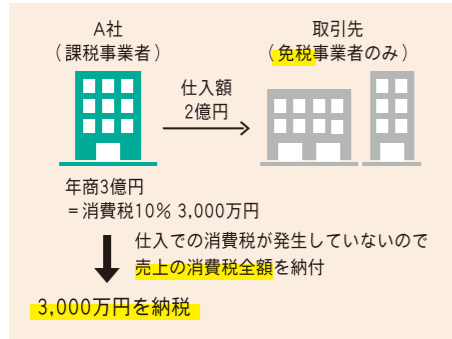 A社
（課税事業者）
取引先
（免税事業者のみ）
仕入額
2億円
年商3億円
＝消費税10％ 3,000万円
仕入での消費税が発生していないので
売上の消費税全額を納付
3,000万円を納税